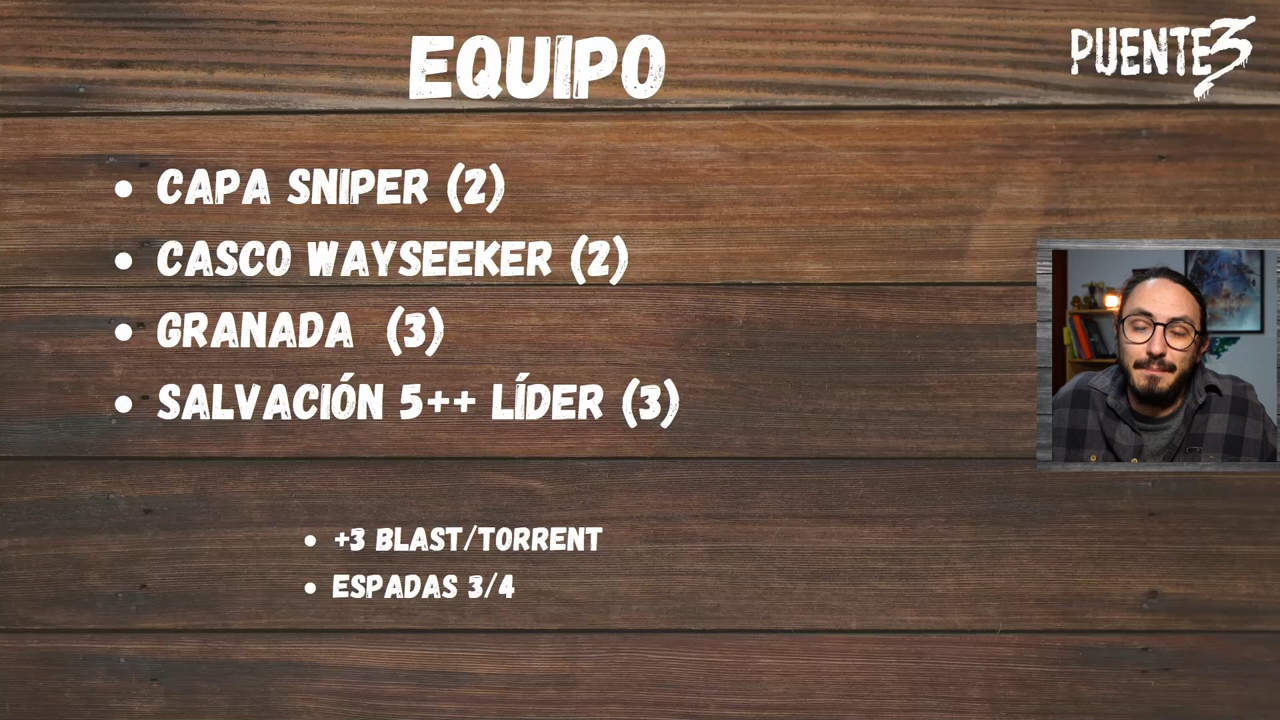 EQUIPO
PUENTE3
• CAPA SNIPER (2)
• CASCO WAYSEEKER (2)
• GRANADA (3)
• SALVACIÓN 5++ LÍDER (3)
• +3 BLAST/TORRENT
• ESPADAS 3/4